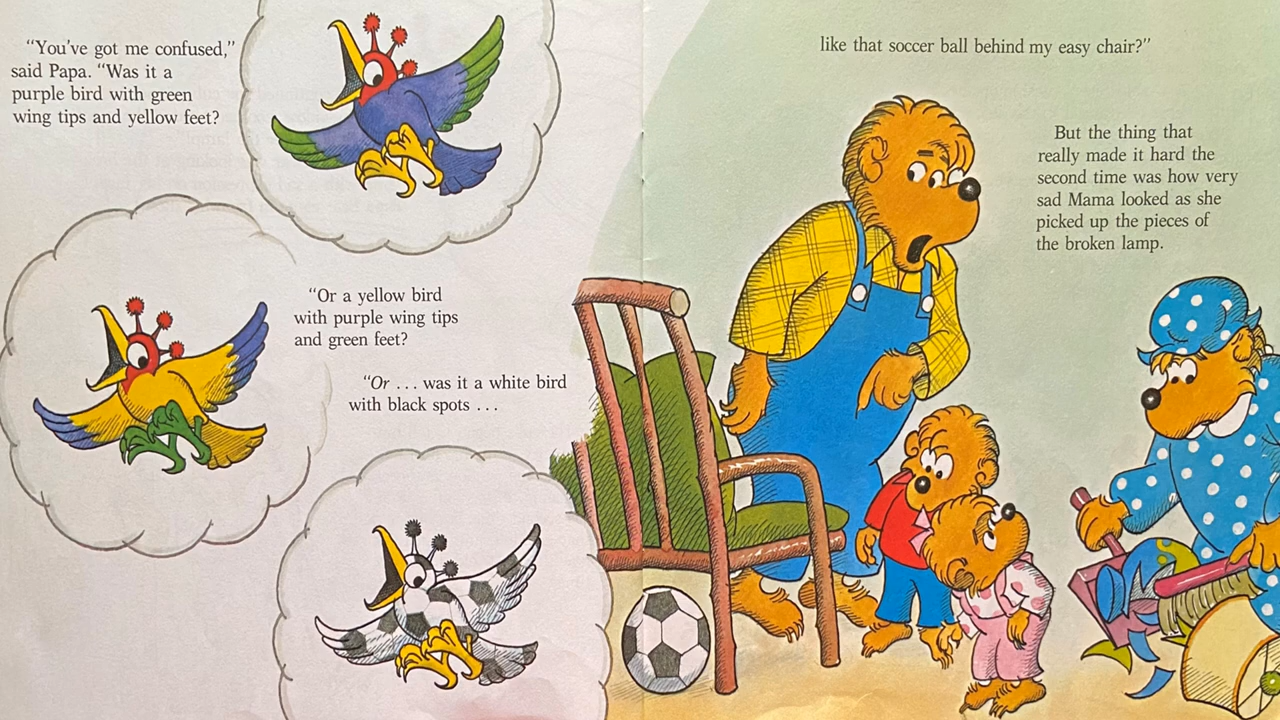 “You’ve got me confused,”
said Papa. “Was it a
purple bird with green
wing tips and yellow feet?
“Or a yellow bird
with purple wing tips
and green feet?
“Or . . . was it a white bird
with black spots . . .
like that soccer ball behind my easy chair?”
But the thing that
really made it hard the
second time was how very
sad Mama looked as she
picked up the pieces of
the broken lamp.